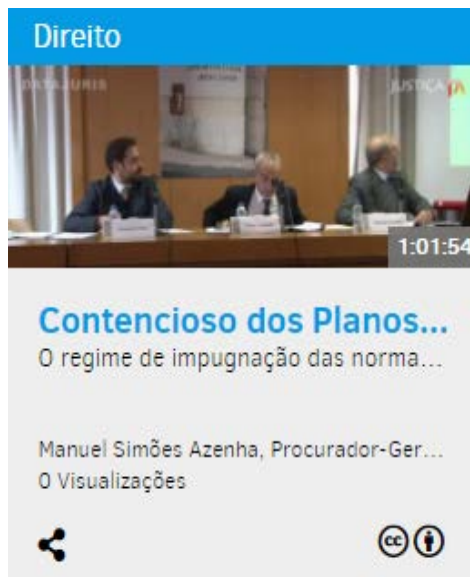 Direito
DATAJURIS
JUSTIÇA
1:01:54
Contencioso dos Planos...
O regime de impugnação das norma...
Manuel Simões Azenha, Procurador-Ger...
0 Visualizações
cc